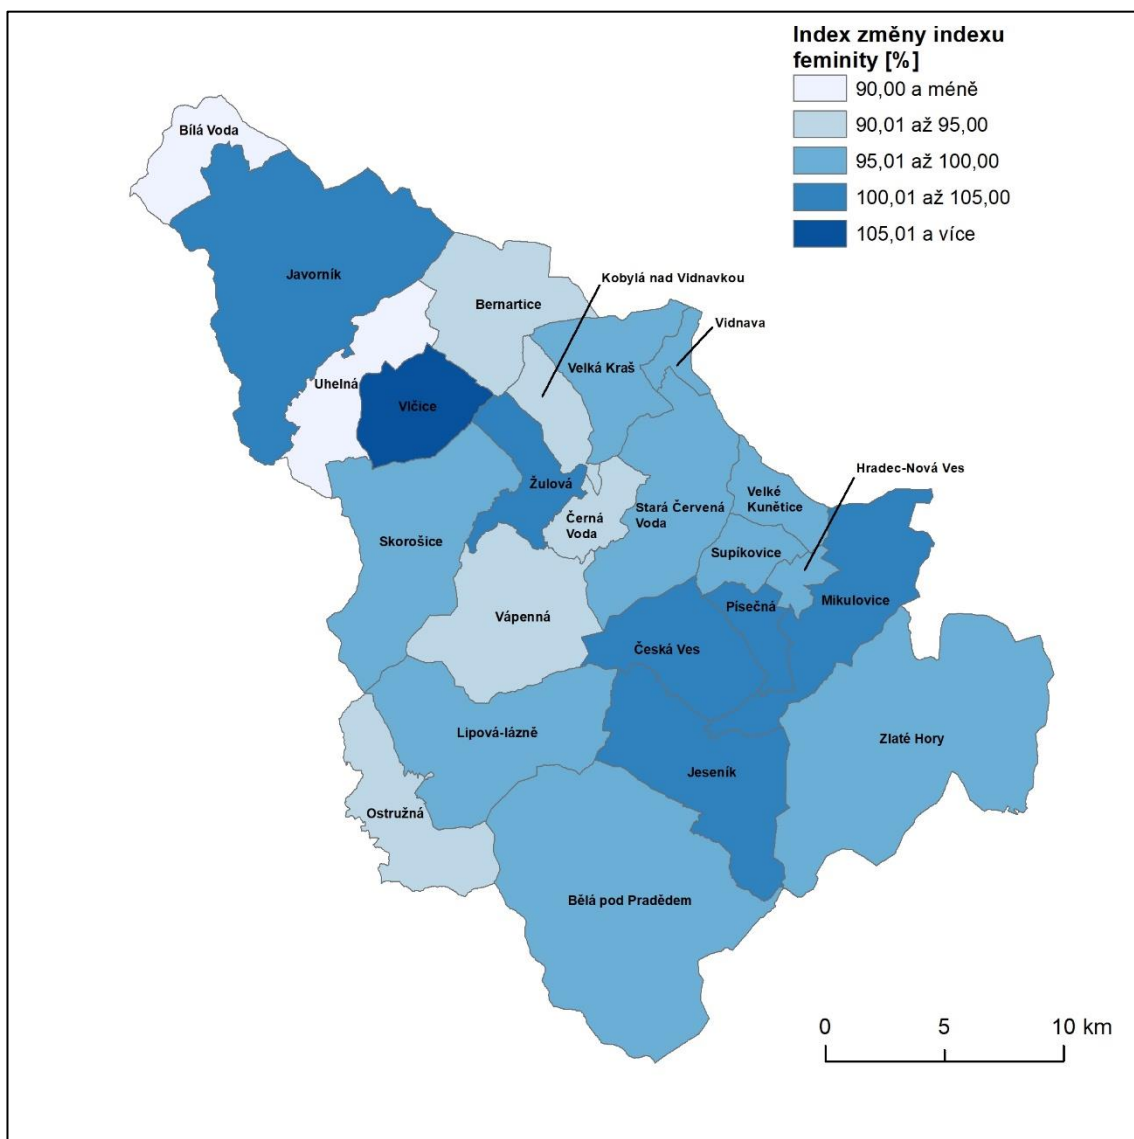 Index změny indexu
feminity [%]
90,00 a méně
90,01 až 95,00
95,01 až 100,00
100,01 až 105,00
105,01 a více
Bílá Voda
Javorník
Bernartice
Kobylá nad Vidnavkou
Vidnava
Velká Kraš
Uhelná
Vlčice
Hradec-Nová Ves
Žulová
Velké
Kunětice
Stará Červená
Voda
Černá
Voda
Skorošice
Supíkovice
Mikulovice
Písečná
Vápenná
Česká Ves
Lipová-lázně
Zlaté Hory
Jeseník
Ostružná
Bělá pod Pradědem
0 5 10 km